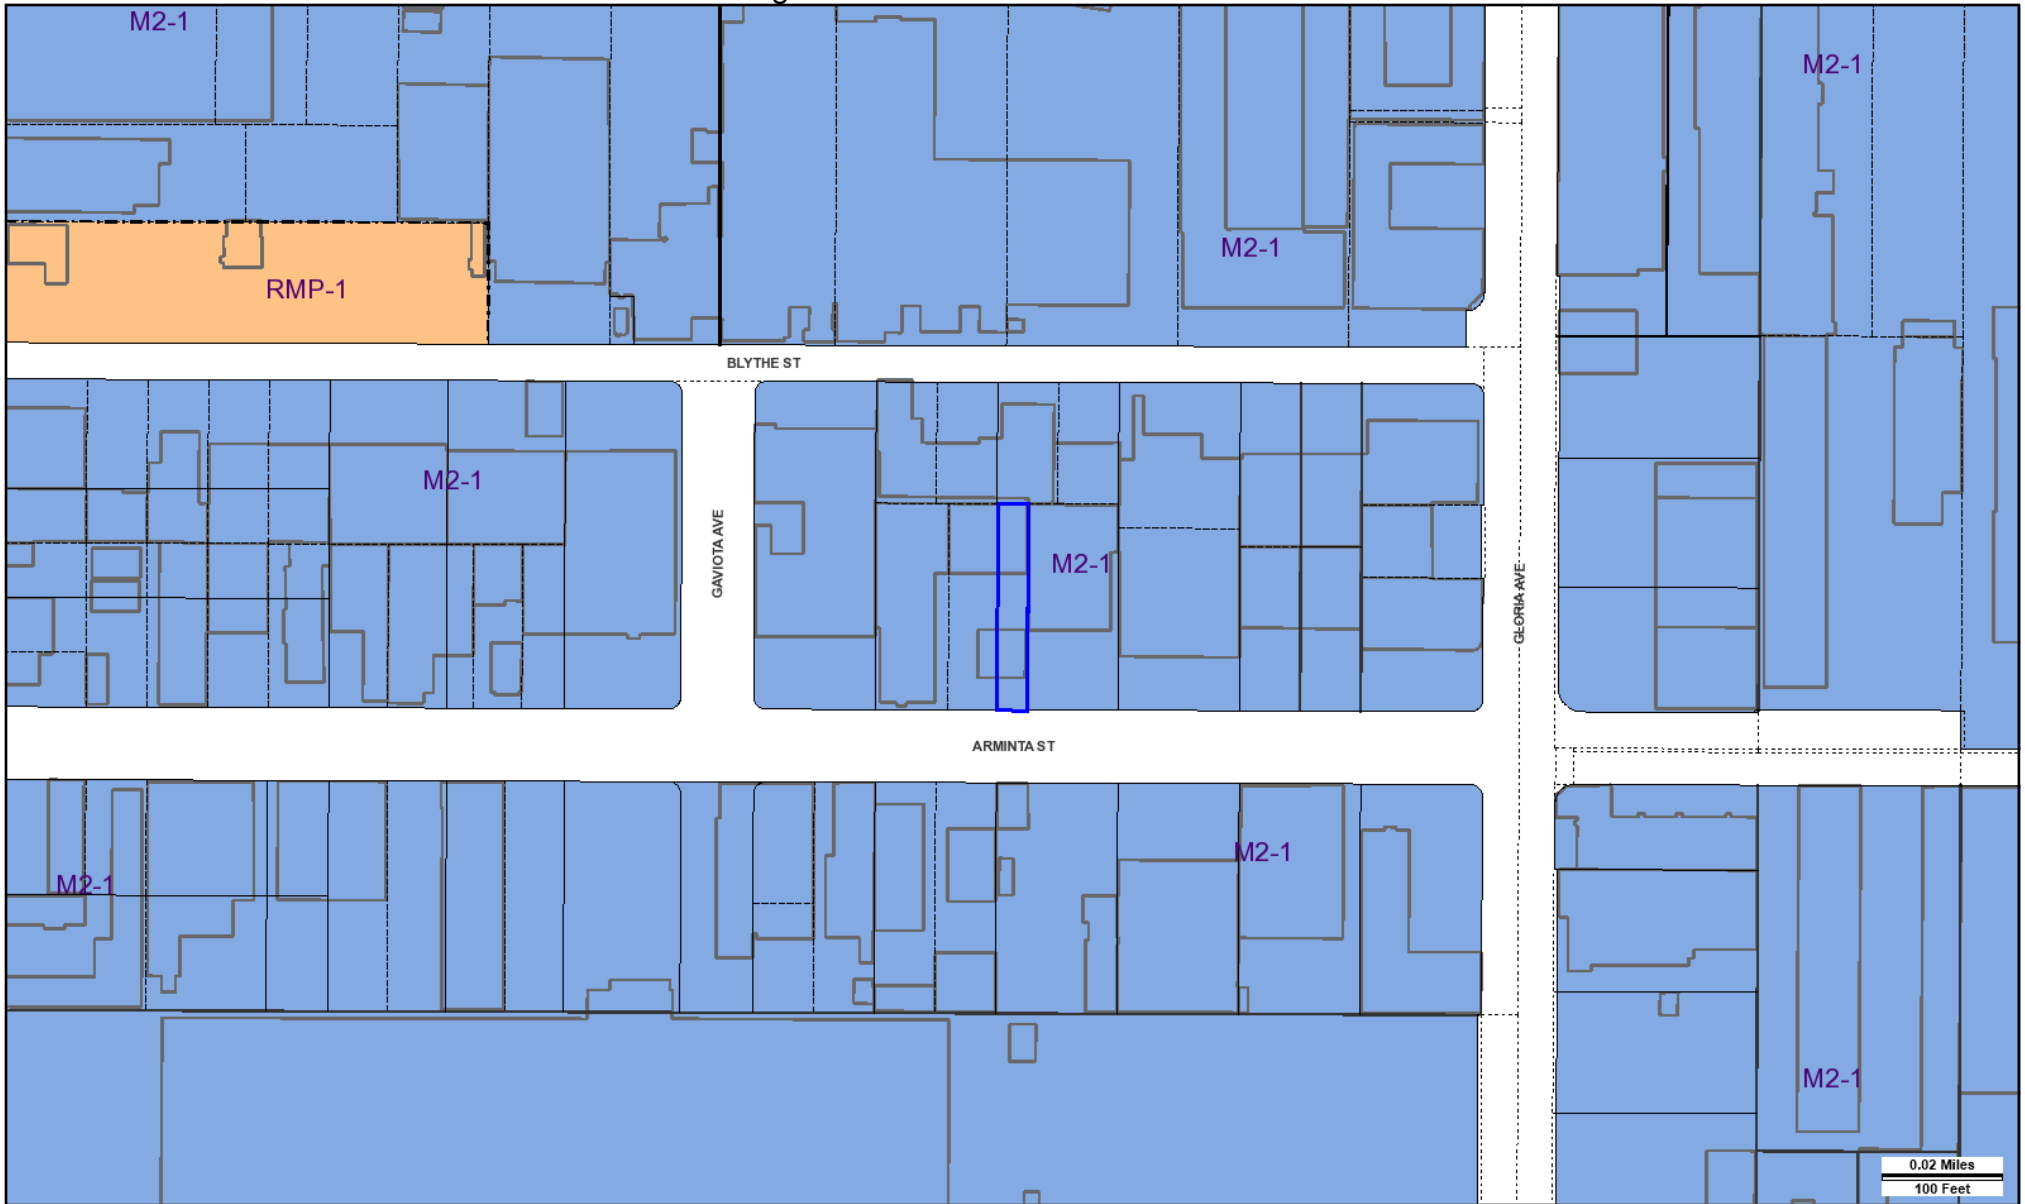 M2-1
M2-1
M2-1
RMP-1
BLYTHE ST
M2-1
GAVIOTA AVE
M2-1
GLORIA AVE
ARMINTA ST
M2-1
M2-1
M2-1
0.02 Miles
100 Feet